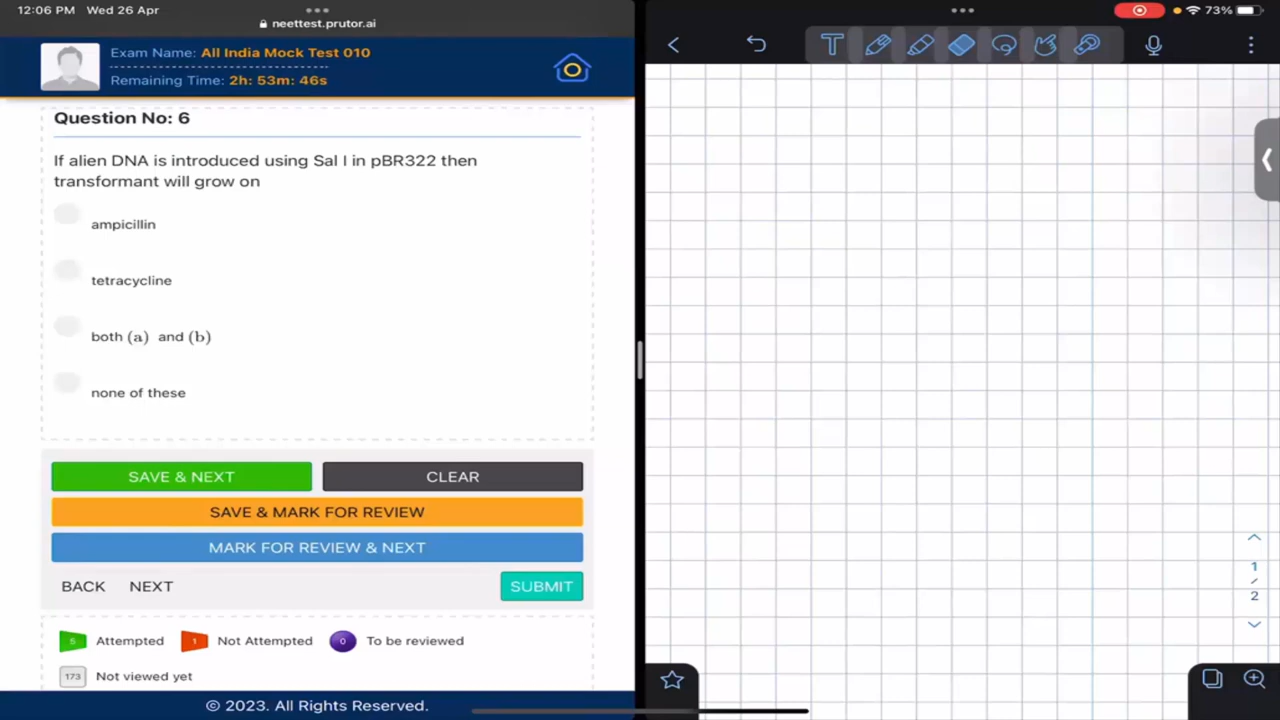 12:06 PM Wed 26 Apr
neettest.prutor.ai
73%
Exam Name: All India Mock Test 010
Remaining Time: 2h: 53m: 46s
Question No: 6
If alien DNA is introduced using Sal I in pBR322 then
transformant will grow on
ampicillin
tetracycline
both (a) and (b)
none of these
SAVE & NEXT
CLEAR
SAVE & MARK FOR REVIEW
MARK FOR REVIEW & NEXT
BACK
NEXT
SUBMIT
5 Attempted
1 Not Attempted
0 To be reviewed
173 Not viewed yet
© 2023. All Rights Reserved.
T
1
/
2